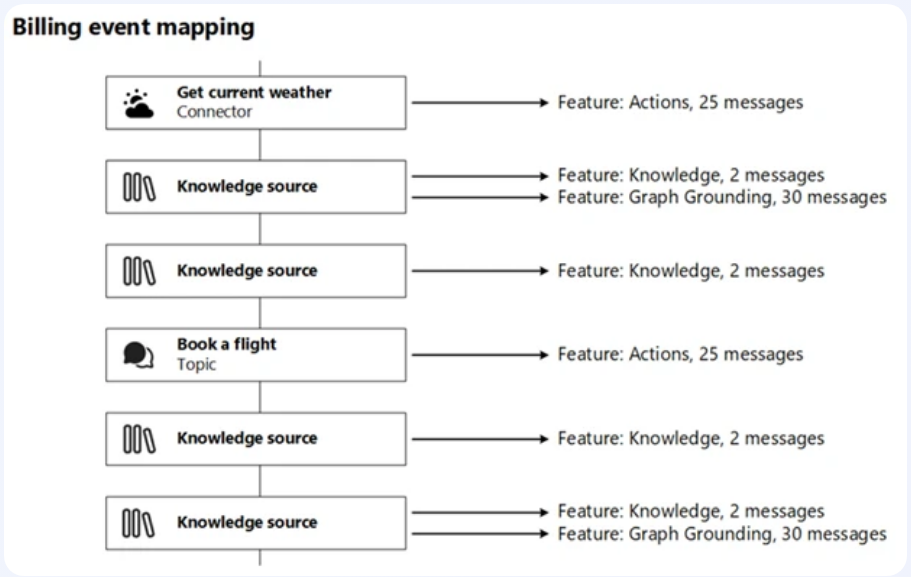 Billing event mapping
Get current weather
Connector
Feature: Actions, 25 messages
Knowledge source
Feature: Knowledge, 2 messages
Feature: Graph Grounding, 30 messages
Knowledge source
Feature: Knowledge, 2 messages
Book a flight
Topic
Feature: Actions, 25 messages
Knowledge source
Feature: Knowledge, 2 messages
Knowledge source
Feature: Knowledge, 2 messages
Feature: Graph Grounding, 30 messages